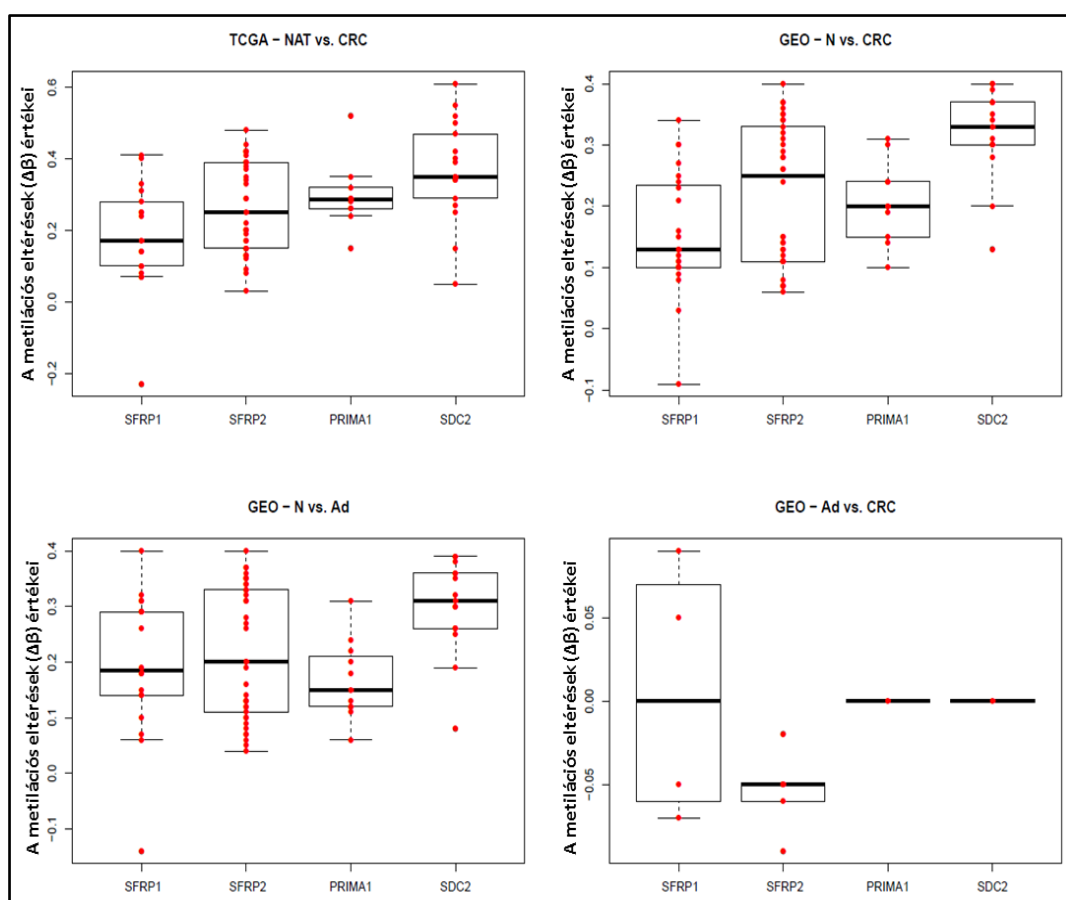 TCGA − NAT vs. CRC
A metilációs eltérések (Δβ) értékei
0.6
0.4
0.2
0.0
−0.2
SFRP1 SFRP2 PRIMA1 SDC2
GEO − N vs. CRC
A metilációs eltérések (Δβ) értékei
0.4
0.3
0.2
0.1
0.0
−0.1
SFRP1 SFRP2 PRIMA1 SDC2
GEO − N vs. Ad
A metilációs eltérések (Δβ) értékei
0.4
0.3
0.2
0.1
0.0
−0.1
SFRP1 SFRP2 PRIMA1 SDC2
GEO − Ad vs. CRC
A metilációs eltérések (Δβ) értékei
0.05
0.00
−0.05
SFRP1 SFRP2 PRIMA1 SDC2